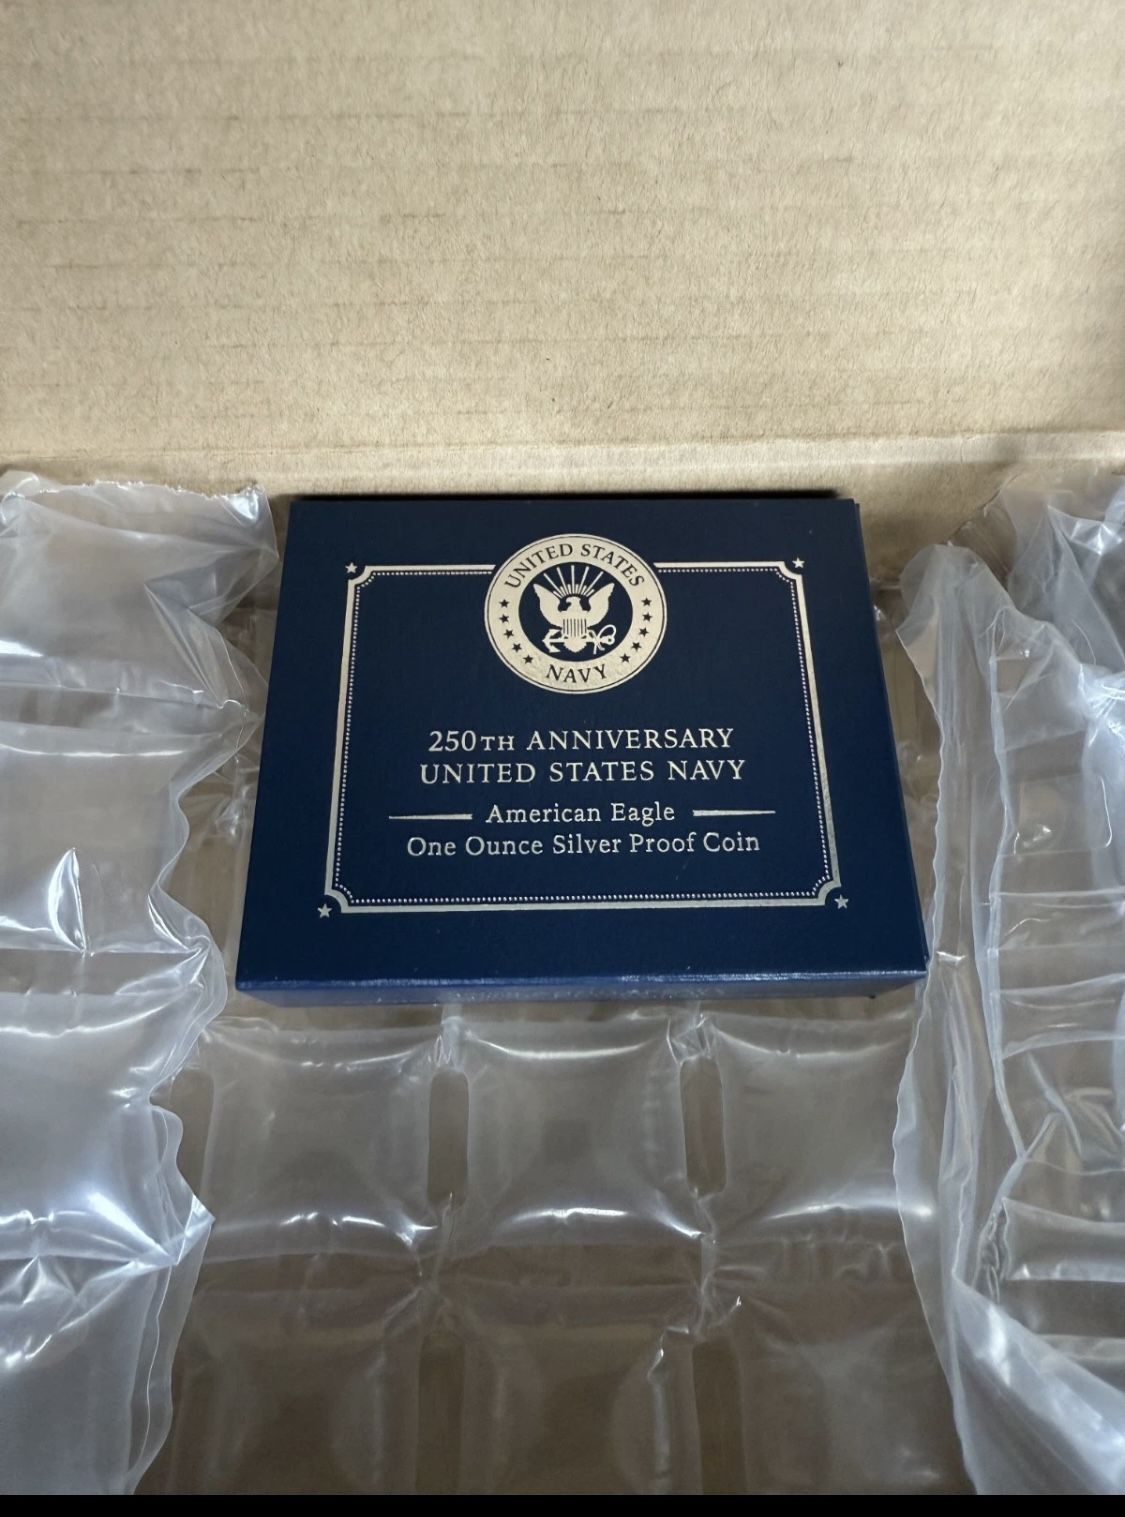 UNITED STATES
NAVY
250TH ANNIVERSARY
UNITED STATES NAVY
American Eagle
One Ounce Silver Proof Coin